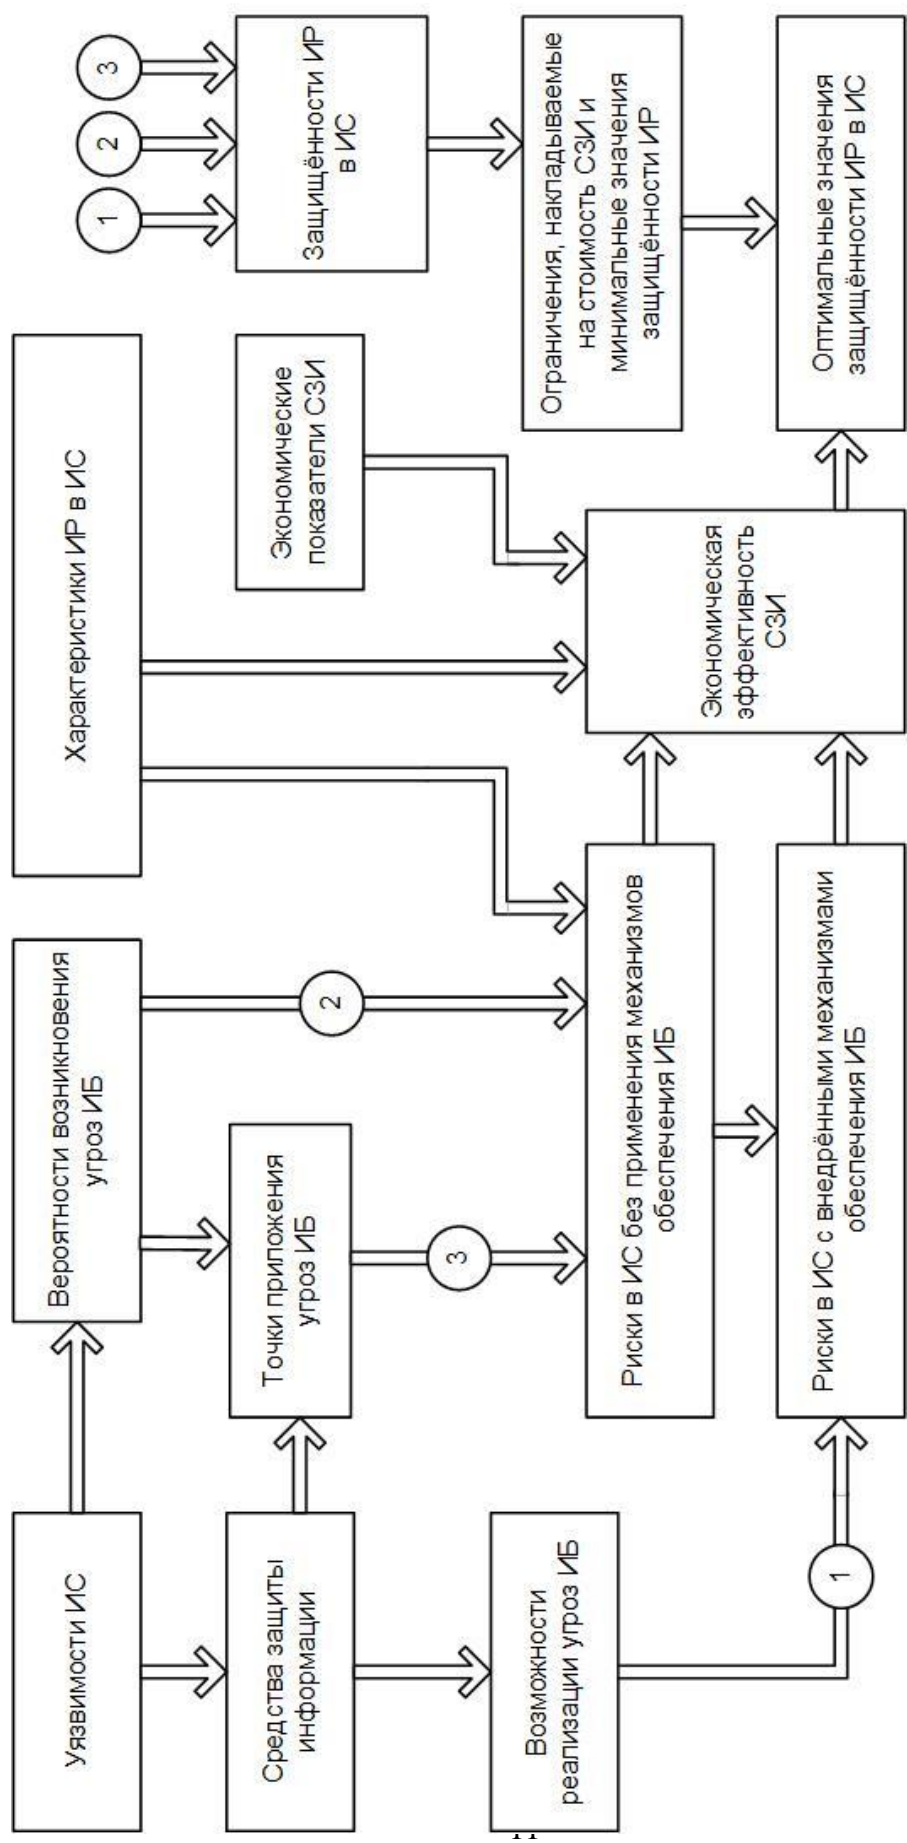 Уязвимости ИС
Вероятности возникновения
угроз ИБ
Характеристики ИР в ИС
1
2
3
Средства защиты
информации
Точки приложения
угроз ИБ
Экономические
показатели СЗИ
Защищённости ИР
в ИС
2
3
Возможности
реализации угроз ИБ
Ограничения, накладываемые
на стоимость СЗИ и
минимальные значения
защищённости ИР
Риски в ИС без применения механизмов
обеспечения ИБ
Экономическая
эффективность
СЗИ
1
Риски в ИС с внедрёнными механизмами
обеспечения ИБ
Оптимальные значения
защищённости ИР в ИС